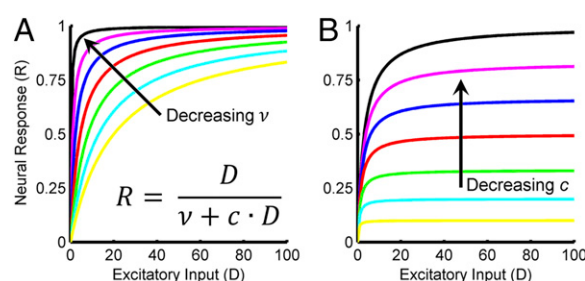 A
B
Neural Response (R)
1
0.75
0.5
0.25
0
Decreasing ν
R = D / (ν + c · D)
0 20 40 60 80 100
Excitatory Input (D)
1
0.75
0.5
0.25
0
Decreasing c
0 20 40 60 80 100
Excitatory Input (D)